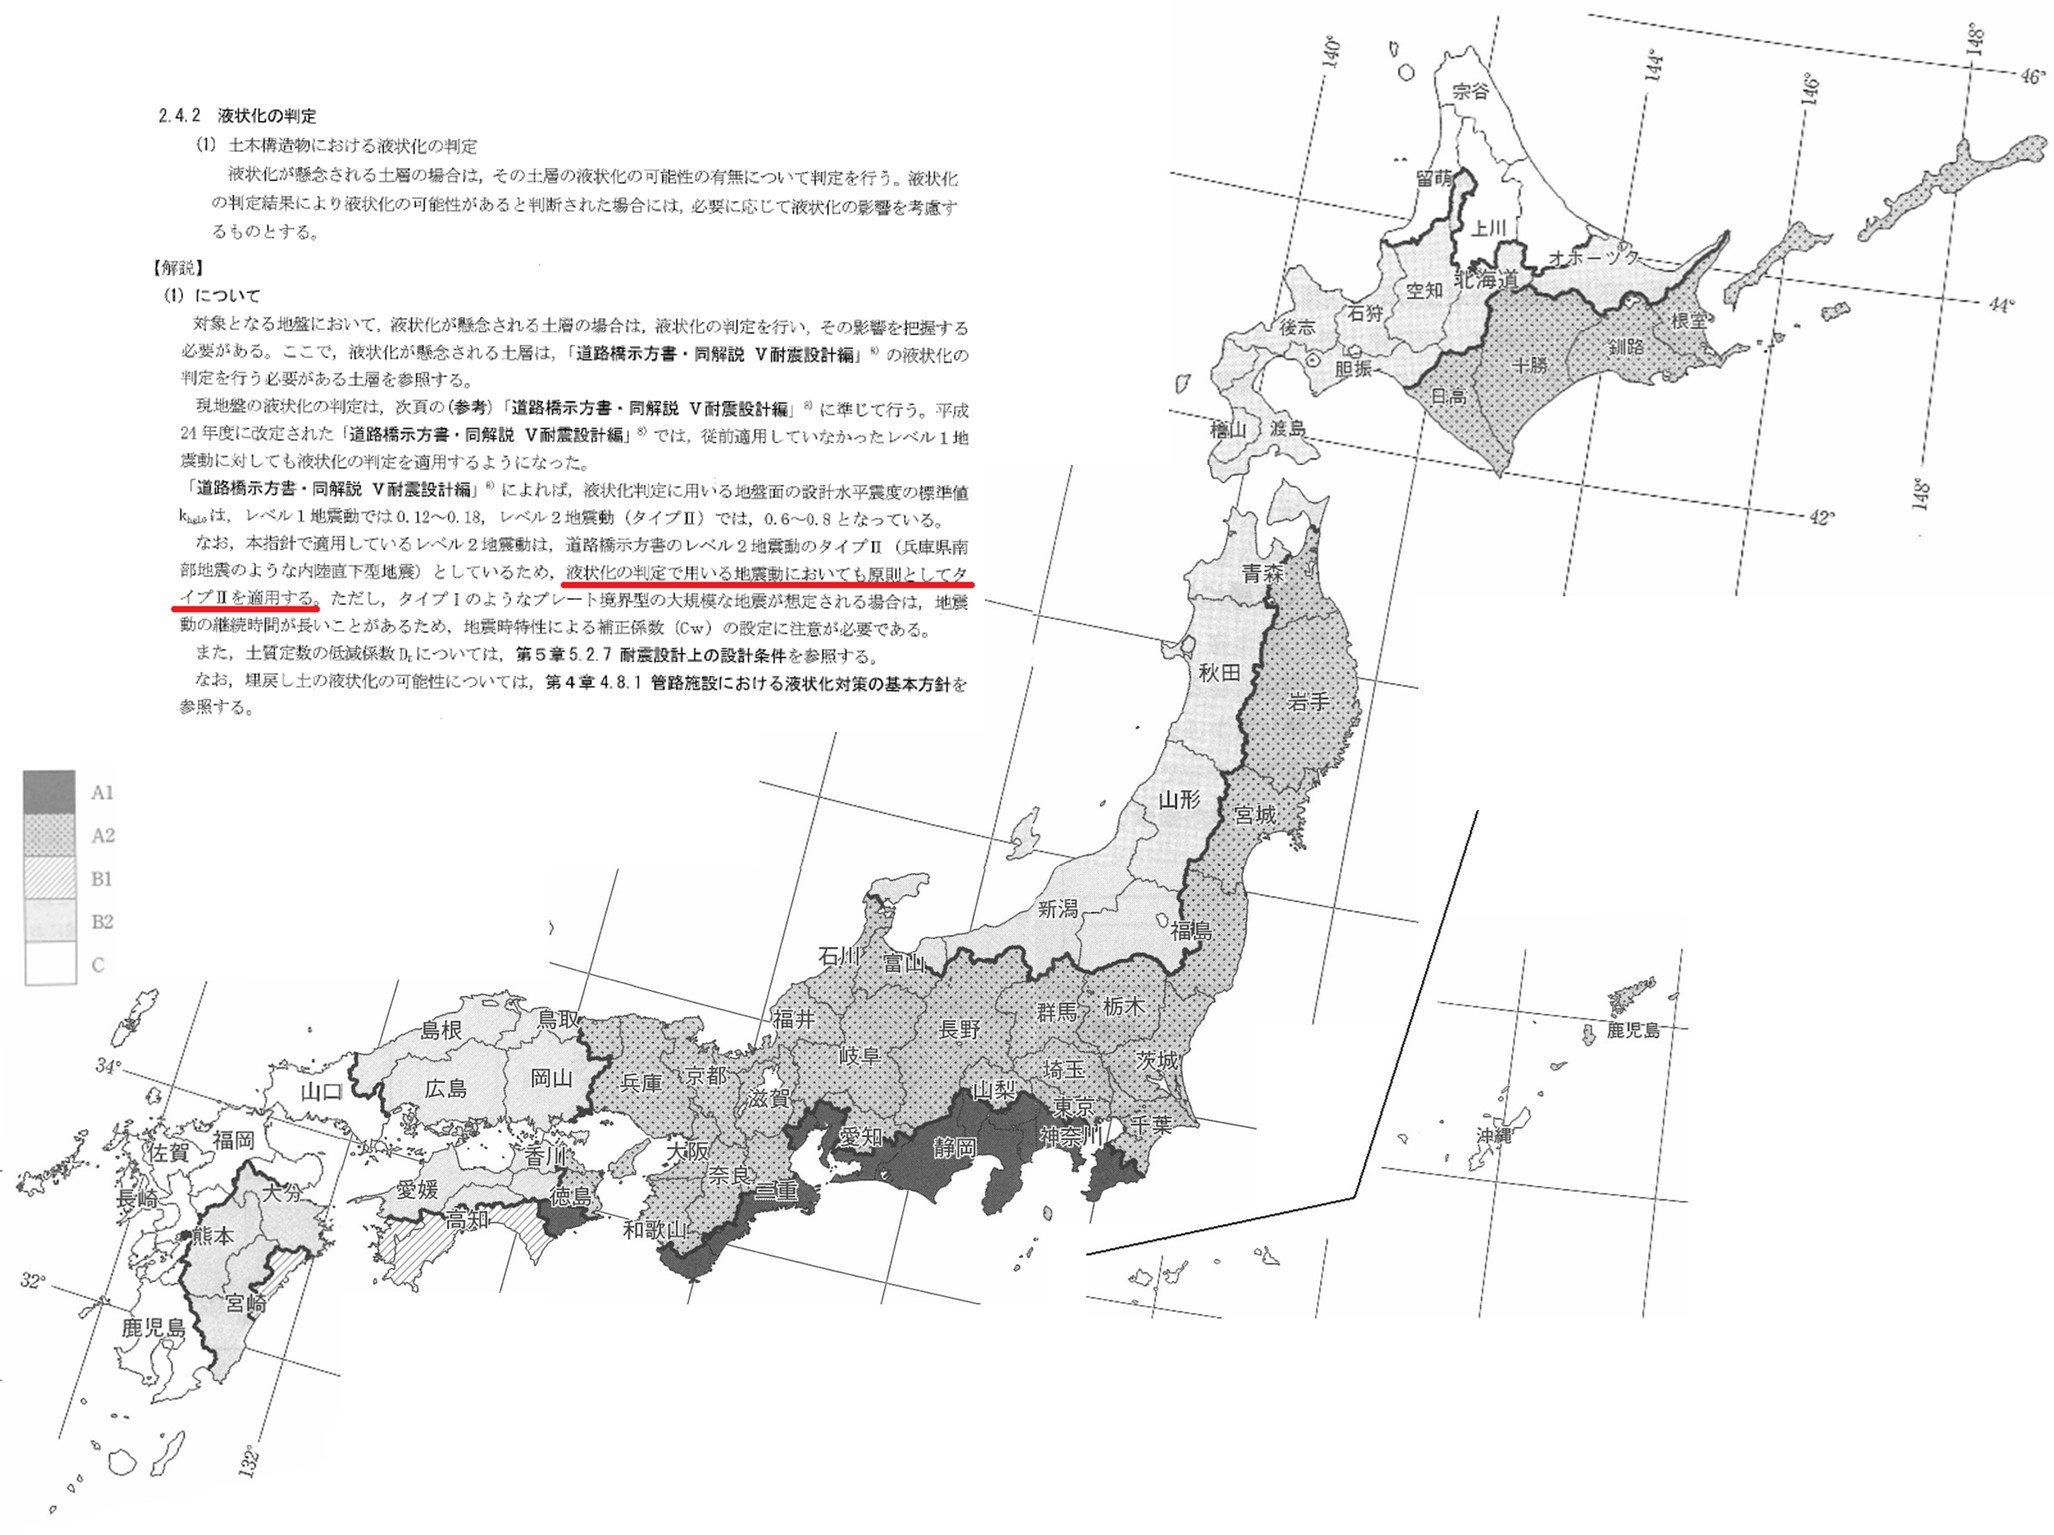 2.4.2　液状化の判定
(1) 土木構造物における液状化の判定
液状化が懸念される土層の場合は，その土層の液状化の可能性の有無について判定を行う。液状化
の判定結果により液状化の可能性があると判断された場合には，必要に応じて液状化の影響を考慮す
るものとする。
【解説】
(1) について
対象となる地盤において，液状化が懸念される土層の場合は，液状化の判定を行い，その影響を把握する
必要がある。ここで，液状化が懸念される土層は，「道路橋示方書・同解説 Ⅴ耐震設計編」8) の液状化の
判定を行う必要がある土層を参照する。
現地盤の液状化の判定は，次頁の(参考)「道路橋示方書・同解説 Ⅴ耐震設計編」8) に準じて行う。平成
24年度に改定された「道路橋示方書・同解説 Ⅴ耐震設計編」8) では，従前適用していなかったレベル1地
震動に対しても液状化の判定を適用するようになった。
「道路橋示方書・同解説 Ⅴ耐震設計編」8) によれば，液状化判定に用いる地盤面の設計水平震度の標準値
khgL0は，レベル1地震動では0.12～0.18，レベル2地震動（タイプⅡ）では，0.6～0.8となっている。
なお，本指針で適用しているレベル2地震動は，道路橋示方書のレベル2地震動のタイプⅡ（兵庫県南
部地震のような内陸直下型地震）としているため，液状化の判定で用いる地震動においても原則としてタ
イプⅡを適用する。ただし，タイプⅠのようなプレート境界型の大規模な地震が想定される場合は，地震
動の継続時間が長いことがあるため，地震時特性による補正係数（Cw）の設定に注意が必要である。
また，土質定数の低減係数DEについては，第5章5.2.7 耐震設計上の設計条件を参照する。
なお，埋戻し土の液状化の可能性については，第4章4.8.1 管路施設における液状化対策の基本方針を
参照する。
A1
A2
B1
B2
C
140°
144°
146°
148°
46°
44°
42°
148°
宗谷
留萌
上川
オホーツク
北海道
空知
石狩
後志
胆振
日高
十勝
釧路
根室
檜山
渡島
青森
秋田
岩手
山形
宮城
新潟
福島
石川
富山
福井
長野
群馬
栃木
岐阜
埼玉
茨城
山梨
東京
千葉
神奈川
静岡
愛知
滋賀
京都
兵庫
大阪
奈良
三重
和歌山
鳥取
島根
岡山
広島
山口
香川
徳島
愛媛
高知
福岡
佐賀
長崎
大分
熊本
宮崎
鹿児島
34°
32°
132°
鹿児島
沖縄